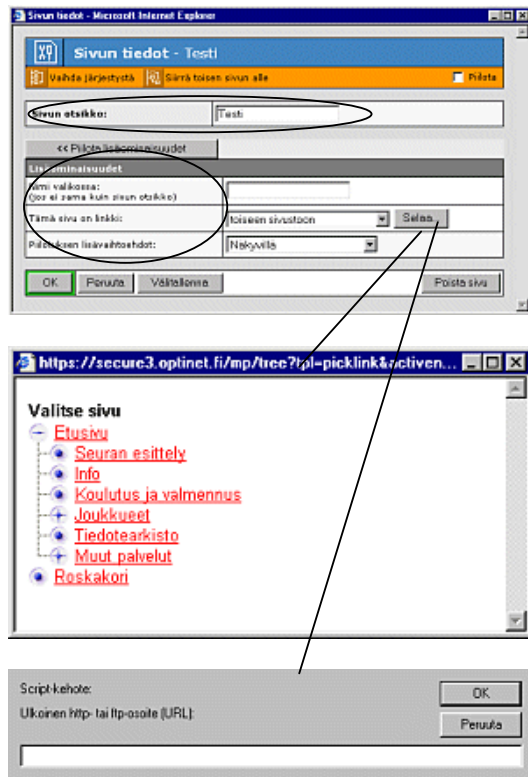 Sivun tiedot - Microsoft Internet Explorer
Sivun tiedot - Testi
Vaihda järjestystä Siirrä toisen sivun alle Piilota
Sivun otsikko: Testi
<< Piilota lisäominaisuudet
Lisäominaisuudet
Nimi valikossa:
(jos ei sama kuin sivun otsikko)
Tämä sivu on linkki: toiseen sivustoon Selaa...
Piilotuksen lisävaihtoehdot: Näkyvillä
OK Peruuta Välitallenna Poista sivu
https://secure3.optinet.fi/mp/tree?tpl=picklink&activen...
Valitse sivu
Etusivu
Seuran esittely
Info
Koulutus ja valmennus
Joukkueet
Tiedotearkisto
Muut palvelut
Roskakori
Script-kehote: OK
Ulkoinen http- tai ftp-osoite (URL): Peruuta